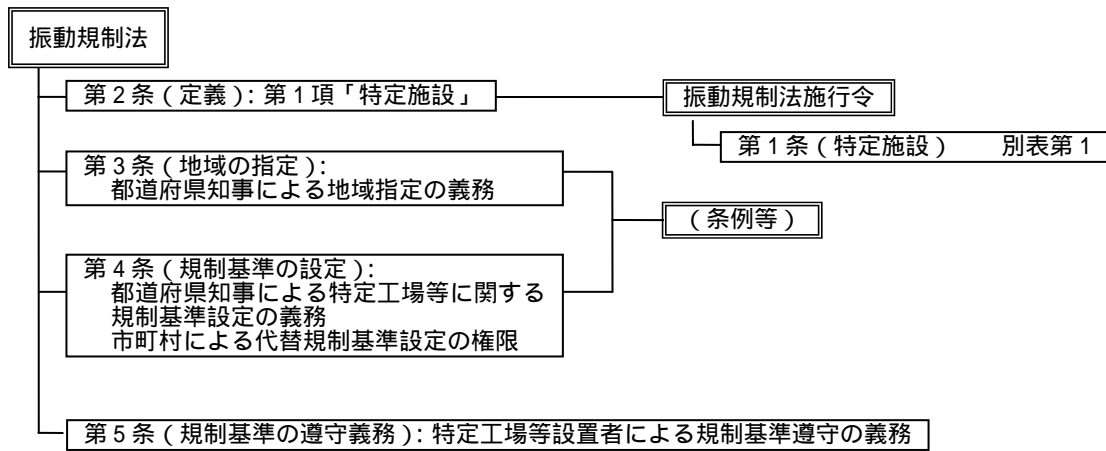 振動規制法
第2条(定義):第1項「特定施設」
振動規制法施行令
第1条(特定施設)　別表第1
第3条(地域の指定):
都道府県知事による地域指定の義務
(条例等)
第4条(規制基準の設定):
都道府県知事による特定工場等に関する
規制基準設定の義務
市町村による代替規制基準設定の権限
第5条(規制基準の遵守義務):特定工場等設置者による規制基準遵守の義務